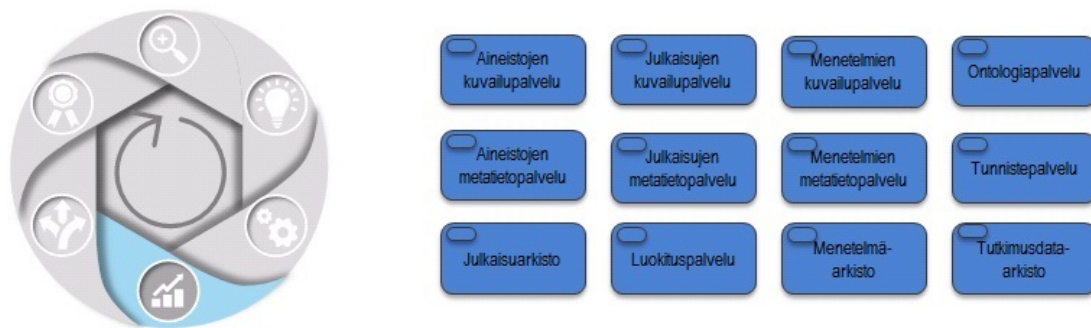 Aineistojen
kuvailupalvelu
Julkaisujen
kuvailupalvelu
Menetelmien
kuvailupalvelu
Ontologiapalvelu
Aineistojen
metatietopalvelu
Julkaisujen
metatietopalvelu
Menetelmien
metatietopalvelu
Tunnistepalvelu
Julkaisuarkisto
Luokituspalvelu
Menetelmä-
arkisto
Tutkimusdata-
arkisto